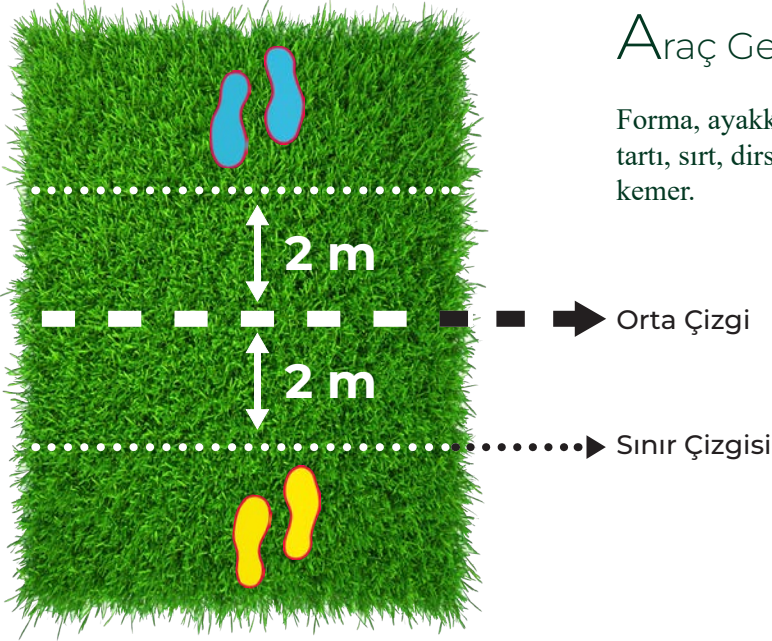 Araç Ge
Forma, ayakk
tartı, sırt, dirs
kemer.
2 m
Orta Çizgi
2 m
Sınır Çizgisi